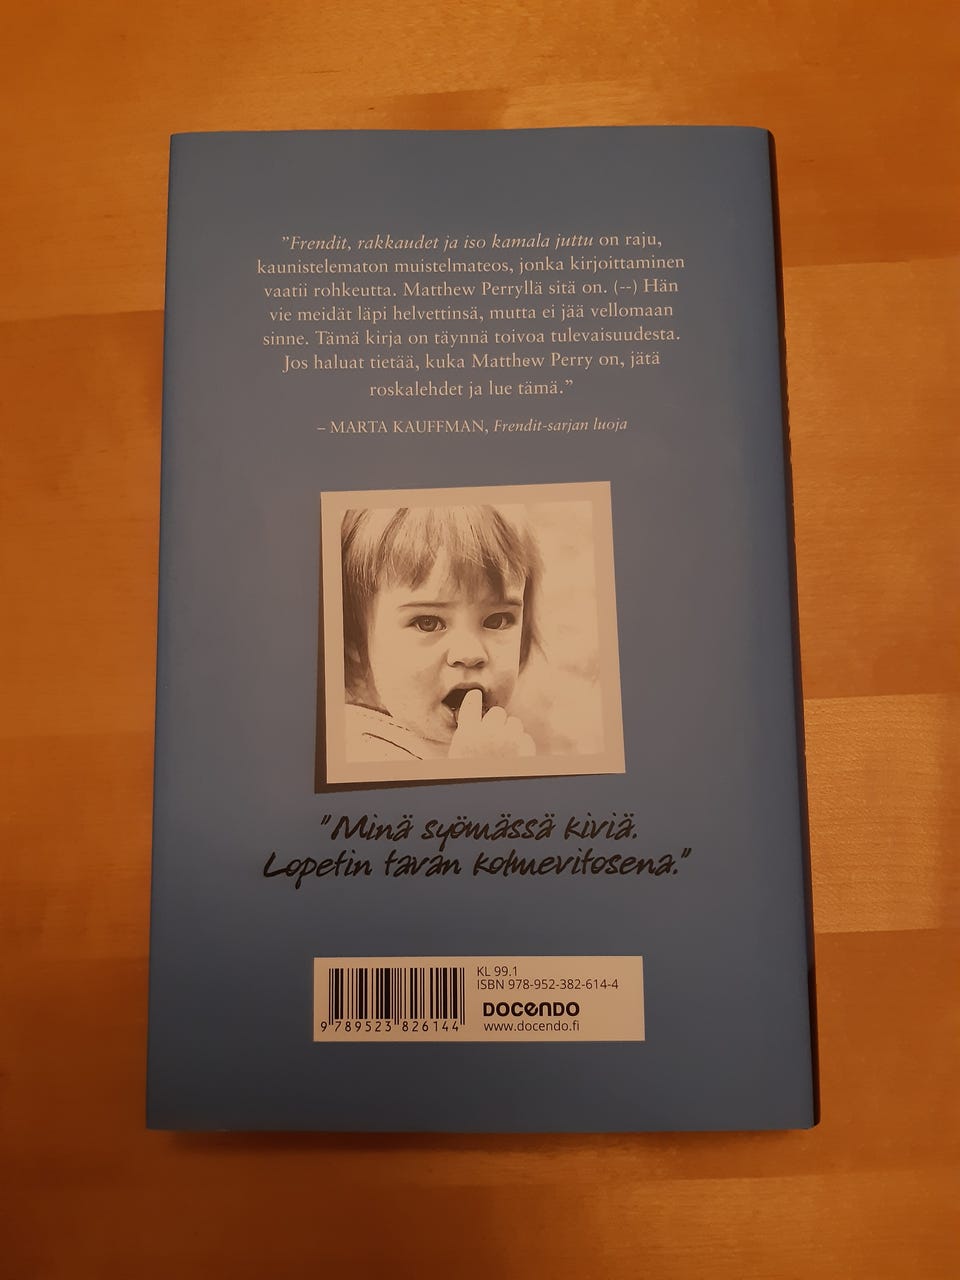 ”Frendit, rakkaudet ja iso kamala juttu on raju,
kaunistelematon muistelmateos, jonka kirjoittaminen
vaatii rohkeutta. Matthew Perryllä sitä on. (--) Hän
vie meidät läpi helvettinsä, mutta ei jää vellomaan
sinne. Tämä kirja on täynnä toivoa tulevaisuudesta.
Jos haluat tietää, kuka Matthew Perry on, jätä
roskalehdet ja lue tämä.”
– MARTA KAUFFMAN, Frendit-sarjan luoja
”Minä syömässä kiviä.
Lopetin tavan kolmevitosena.”
KL 99.1
ISBN 978-952-382-614-4
DOCENDO
www.docendo.fi
9 789523 826144